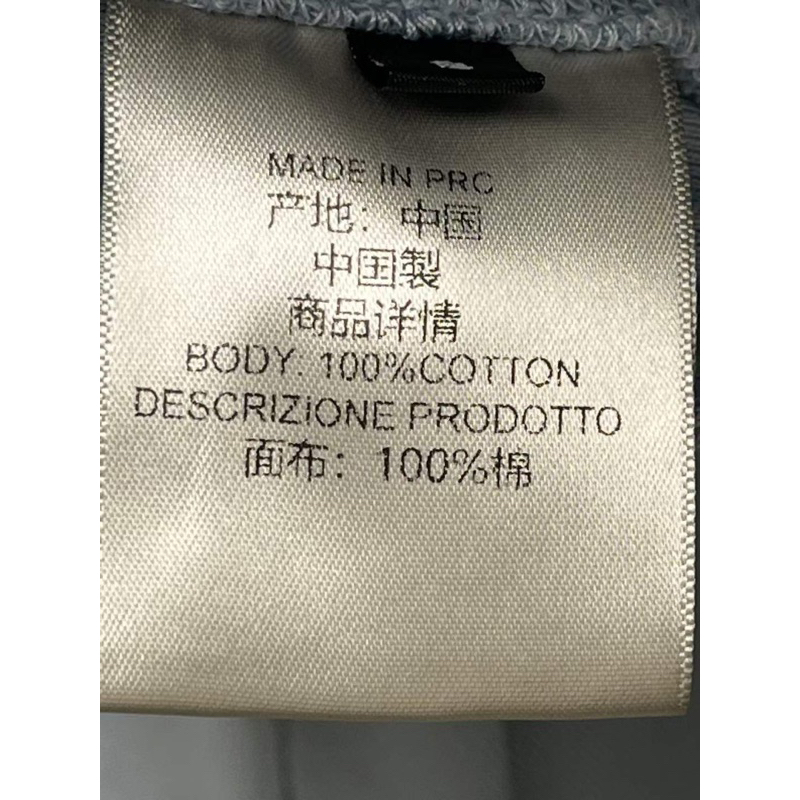 MADE IN PRC
产地：中国
中国製
商品详情
BODY: 100%COTTON
DESCRIZiONE PRODOTTO
面布：100%棉